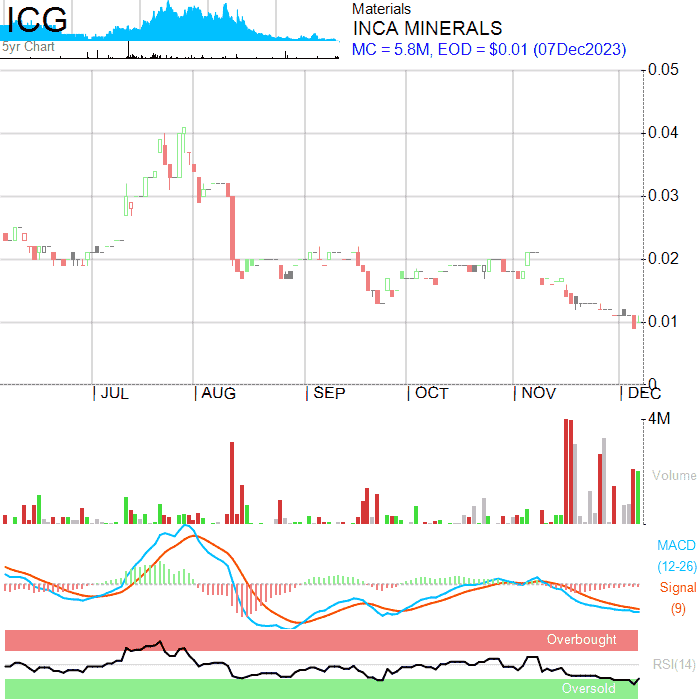 ICG
5yr Chart
Materials
INCA MINERALS
MC = 5.8M, EOD = $0.01 (07Dec2023)
0.05
0.04
0.03
0.02
0.01
0
JUL AUG SEP OCT NOV DEC
4M
Volume
MACD
(12-26)
Signal
(9)
Overbought
RSI(14)
Oversold